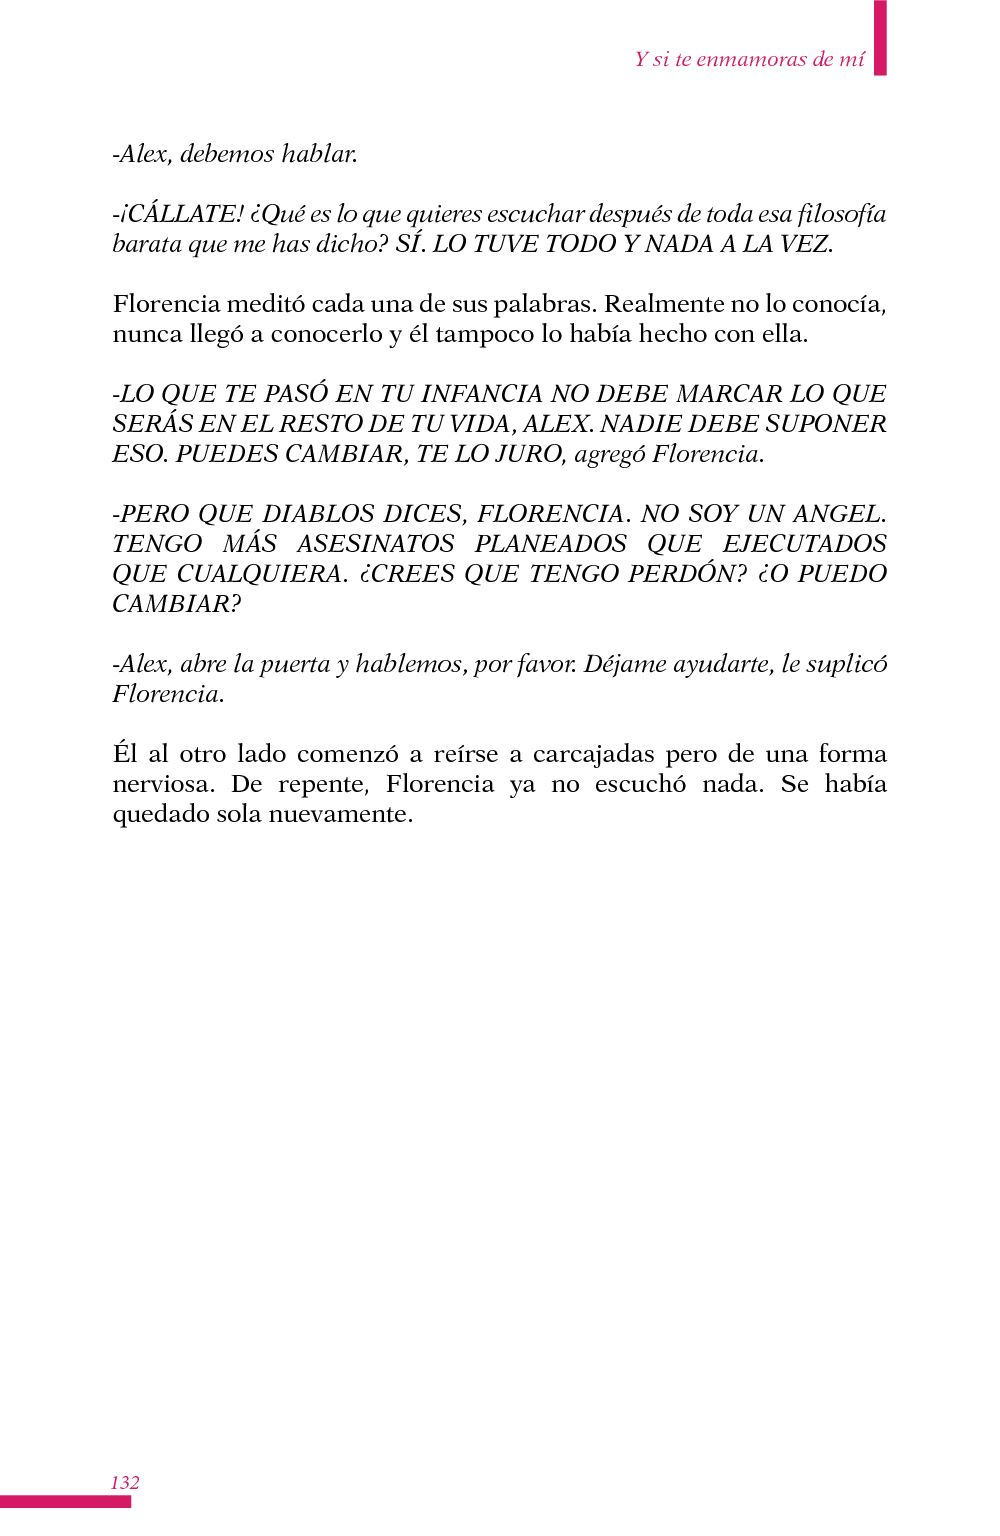 Y si te enmamoras de mí
-Alex, debemos hablar.
-¡CÁLLATE! ¿Qué es lo que quieres escuchar después de toda esa filosofía
barata que me has dicho? SÍ. LO TUVE TODO Y NADA A LA VEZ.
Florencia meditó cada una de sus palabras. Realmente no lo conocía,
nunca llegó a conocerlo y él tampoco lo había hecho con ella.
-LO QUE TE PASÓ EN TU INFANCIA NO DEBE MARCAR LO QUE
SERÁS EN EL RESTO DE TU VIDA, ALEX. NADIE DEBE SUPONER
ESO. PUEDES CAMBIAR, TE LO JURO, agregó Florencia.
-PERO QUE DIABLOS DICES, FLORENCIA. NO SOY UN ANGEL.
TENGO MÁS ASESINATOS PLANEADOS QUE EJECUTADOS
QUE CUALQUIERA. ¿CREES QUE TENGO PERDÓN? ¿O PUEDO
CAMBIAR?
-Alex, abre la puerta y hablemos, por favor. Déjame ayudarte, le suplicó
Florencia.
Él al otro lado comenzó a reírse a carcajadas pero de una forma
nerviosa. De repente, Florencia ya no escuchó nada. Se había
quedado sola nuevamente.
132